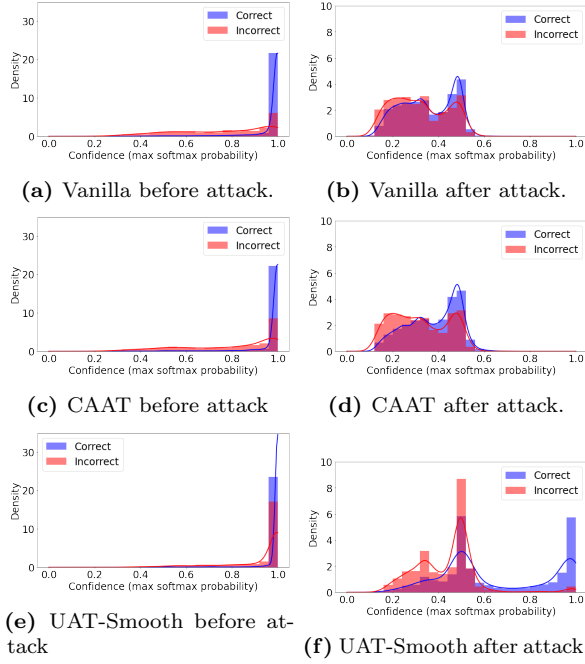 30
20
10
0
Density
Correct
Incorrect
0.0 0.2 0.4 0.6 0.8 1.0
Confidence (max softmax probability)
(a) Vanilla before attack.
10
8
6
4
2
0
Density
Correct
Incorrect
0.0 0.2 0.4 0.6 0.8 1.0
Confidence (max softmax probability)
(b) Vanilla after attack.
30
20
10
0
Density
Correct
Incorrect
0.0 0.2 0.4 0.6 0.8 1.0
Confidence (max softmax probability)
(c) CAAT before attack
10
8
6
4
2
0
Density
Correct
Incorrect
0.0 0.2 0.4 0.6 0.8 1.0
Confidence (max softmax probability)
(d) CAAT after attack.
30
20
10
0
Density
Correct
Incorrect
0.0 0.2 0.4 0.6 0.8 1.0
Confidence (max softmax probability)
(e) UAT-Smooth before at-
tack
10
8
6
4
2
0
Density
Correct
Incorrect
0.0 0.2 0.4 0.6 0.8 1.0
Confidence (max softmax probability)
(f) UAT-Smooth after attack